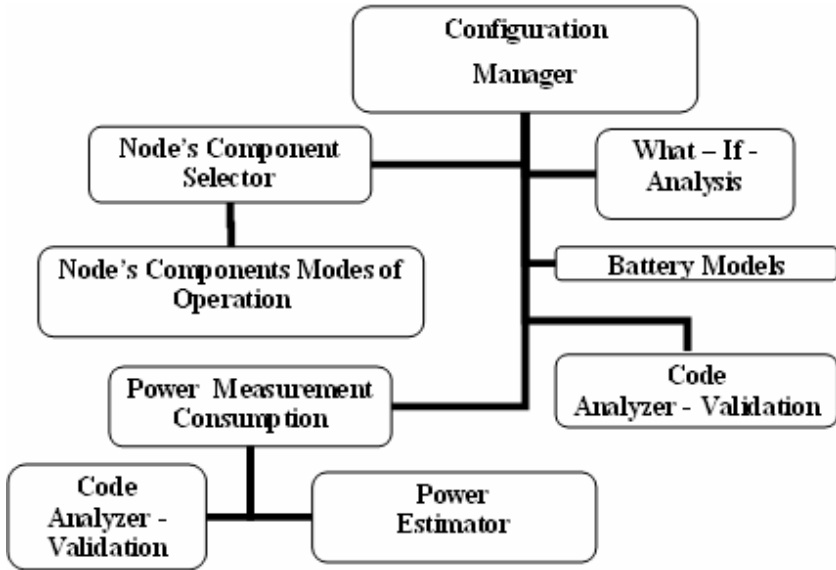 Configuration
Manager
Node's Component
Selector
What – If -
Analysis
Node's Components Modes of
Operation
Battery Models
Code
Analyzer - Validation
Power Measurement
Consumption
Code
Analyzer -
Validation
Power
Estimator